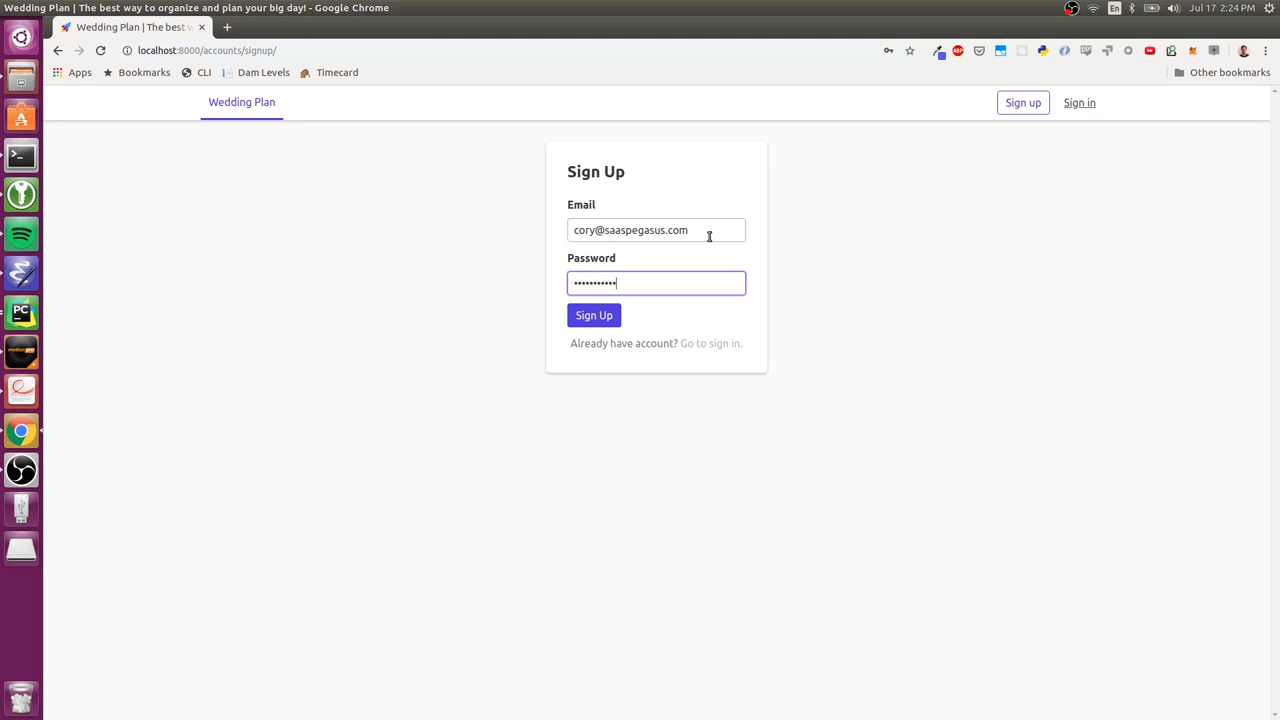 Wedding Plan | The best way to organize and plan your big day! - Google Chrome
En
Jul 17 2:24 PM
Wedding Plan | The best w
localhost:8000/accounts/signup/
ABP
Apps
Bookmarks
CLI
Dam Levels
Timecard
Other bookmarks
Wedding Plan
Sign up
Sign in
Sign Up
Email
cory@saaspegasus.com
Password
•••••••••••
Sign Up
Already have account? Go to sign in.
PC